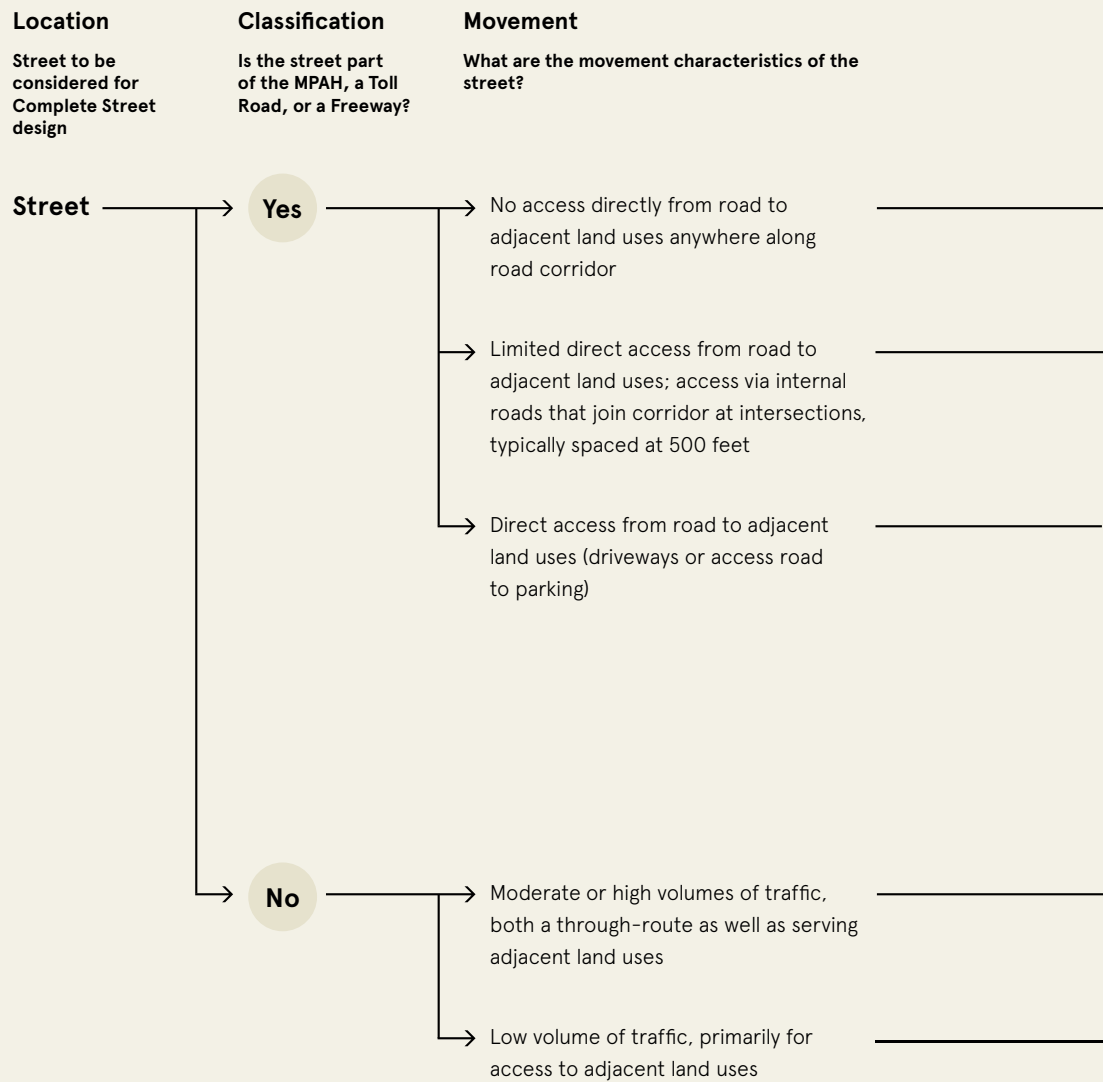 Location
Street to be
considered for
Complete Street
design
Classification
Is the street part
of the MPAH, a Toll
Road, or a Freeway?
Movement
What are the movement characteristics of the
street?
Street
Yes
No access directly from road to
adjacent land uses anywhere along
road corridor
Limited direct access from road to
adjacent land uses; access via internal
roads that join corridor at intersections,
typically spaced at 500 feet
Direct access from road to adjacent
land uses (driveways or access road
to parking)
No
Moderate or high volumes of traffic,
both a through-route as well as serving
adjacent land uses
Low volume of traffic, primarily for
access to adjacent land uses